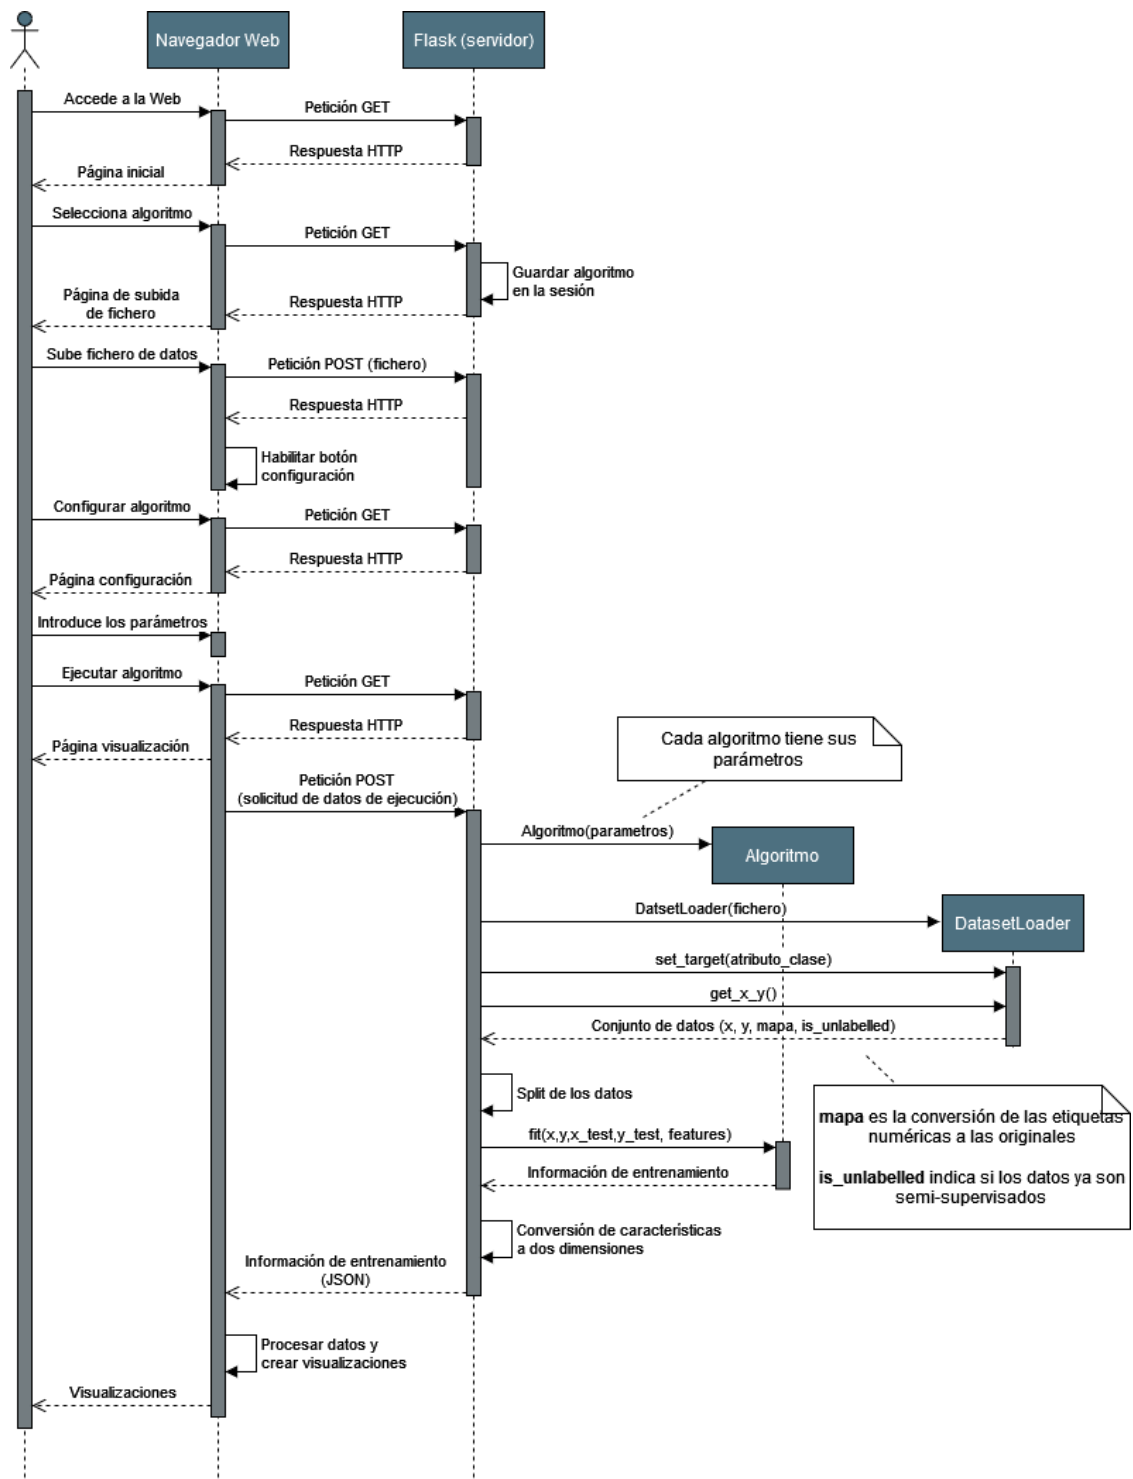 Navegador Web
Flask (servidor)
Accede a la Web
Petición GET
Respuesta HTTP
Página inicial
Selecciona algoritmo
Petición GET
Guardar algoritmo
en la sesión
Respuesta HTTP
Página de subida
de fichero
Sube fichero de datos
Petición POST (fichero)
Respuesta HTTP
Habilitar botón
configuración
Configurar algoritmo
Petición GET
Respuesta HTTP
Página configuración
Introduce los parámetros
Ejecutar algoritmo
Petición GET
Respuesta HTTP
Página visualización
Cada algoritmo tiene sus
parámetros
Petición POST
(solicitud de datos de ejecución)
Algoritmo(parametros)
Algoritmo
DatsetLoader(fichero)
DatasetLoader
set_target(atributo_clase)
get_x_y()
Conjunto de datos (x, y, mapa, is_unlabelled)
Split de los datos
mapa es la conversión de las etiquetas
numéricas a las originales
is_unlabelled indica si los datos ya son
semi-supervisados
fit(x,y,x_test,y_test, features)
Información de entrenamiento
Conversión de características
a dos dimensiones
Información de entrenamiento
(JSON)
Procesar datos y
crear visualizaciones
Visualizaciones